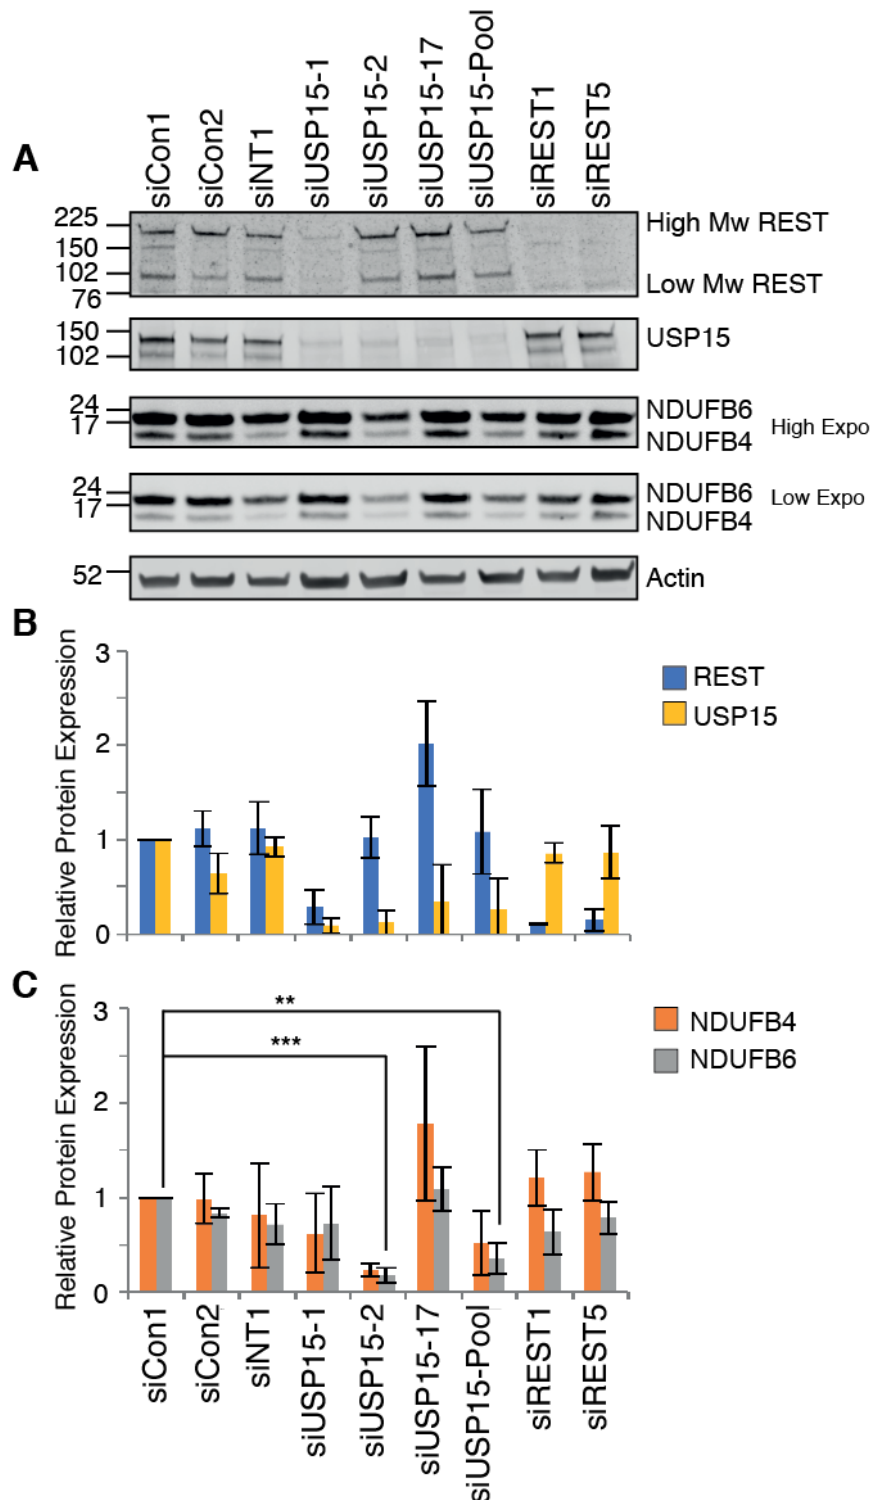 A
siCon1
siCon2
siNT1
siUSP15-1
siUSP15-2
siUSP15-17
siUSP15-Pool
siREST1
siREST5
225
150
102
76
High Mw REST
Low Mw REST
150
102
USP15
24
17
NDUFB6
NDUFB4
High Expo
24
17
NDUFB6
NDUFB4
Low Expo
52
Actin
B
Relative Protein Expression
3
2
1
0
REST
USP15
C
Relative Protein Expression
3
2
1
0
**
***
NDUFB4
NDUFB6
siCon1
siCon2
siNT1
siUSP15-1
siUSP15-2
siUSP15-17
siUSP15-Pool
siREST1
siREST5